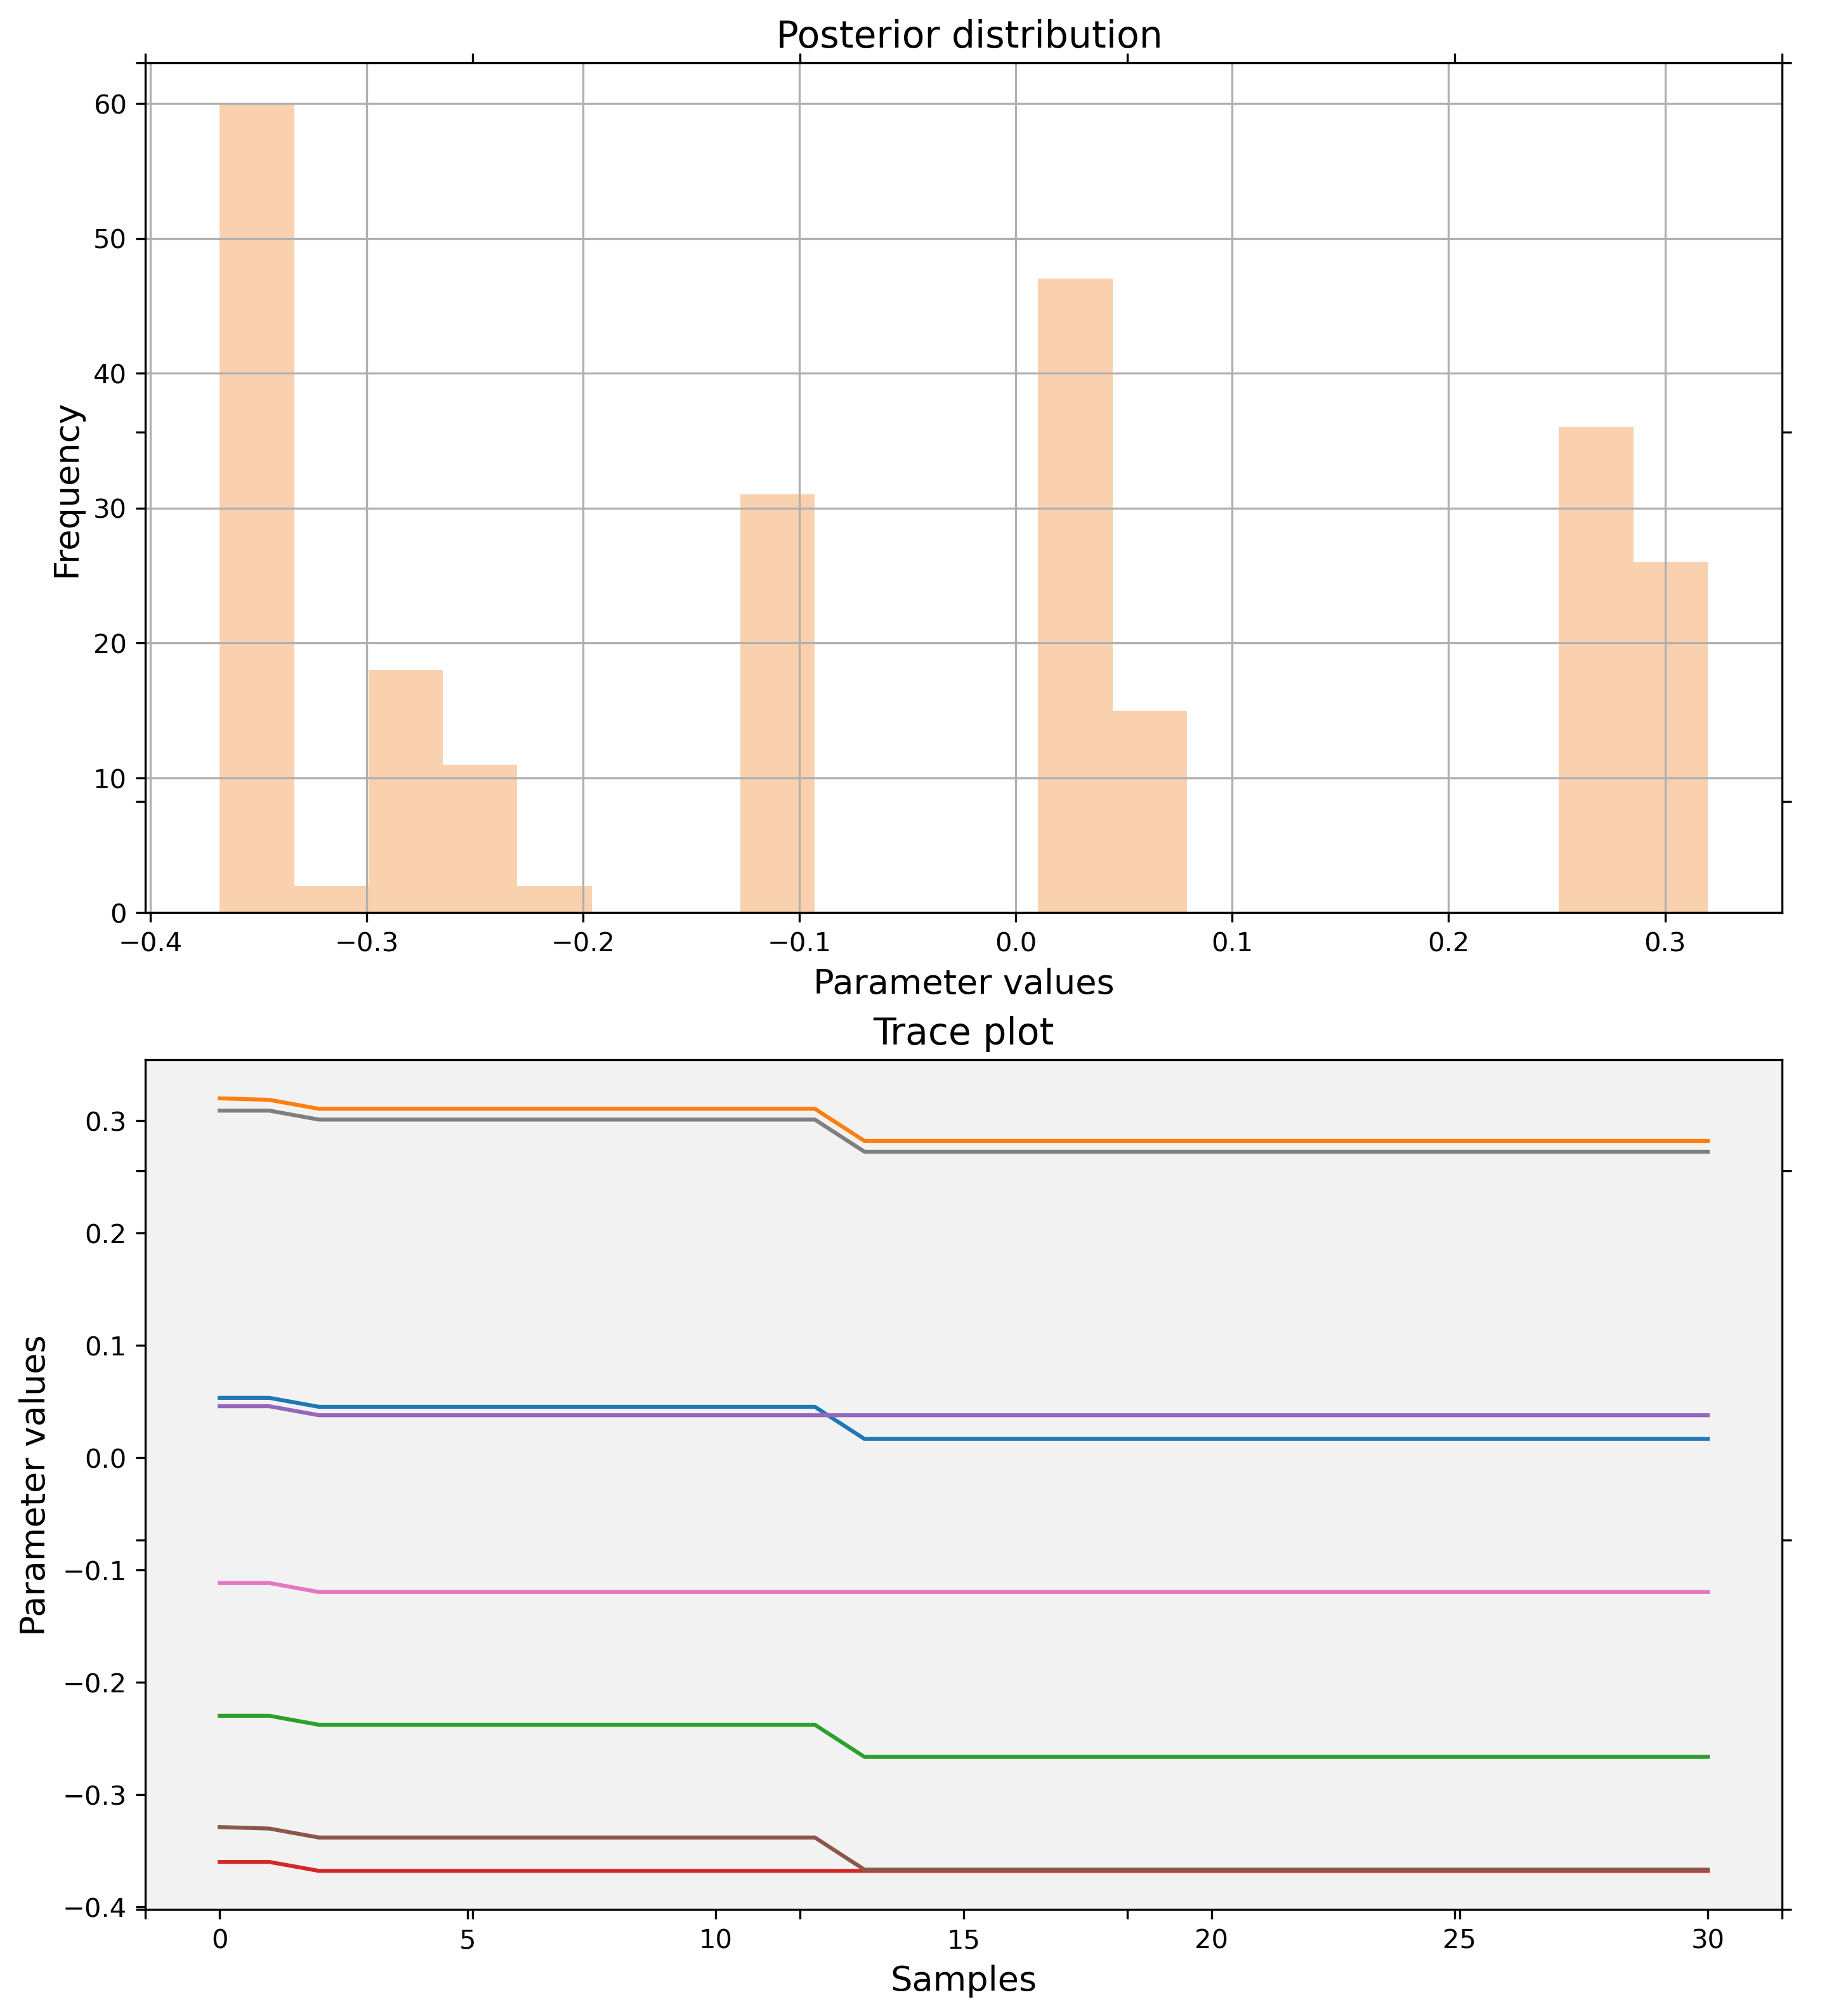 Posterior distribution
60
50
40
30
20
10
0
Frequency
−0.4 −0.3 −0.2 −0.1 0.0 0.1 0.2 0.3
Parameter values
Trace plot
0.3
0.2
0.1
0.0
−0.1
−0.2
−0.3
−0.4
Parameter values
0 5 10 15 20 25 30
Samples